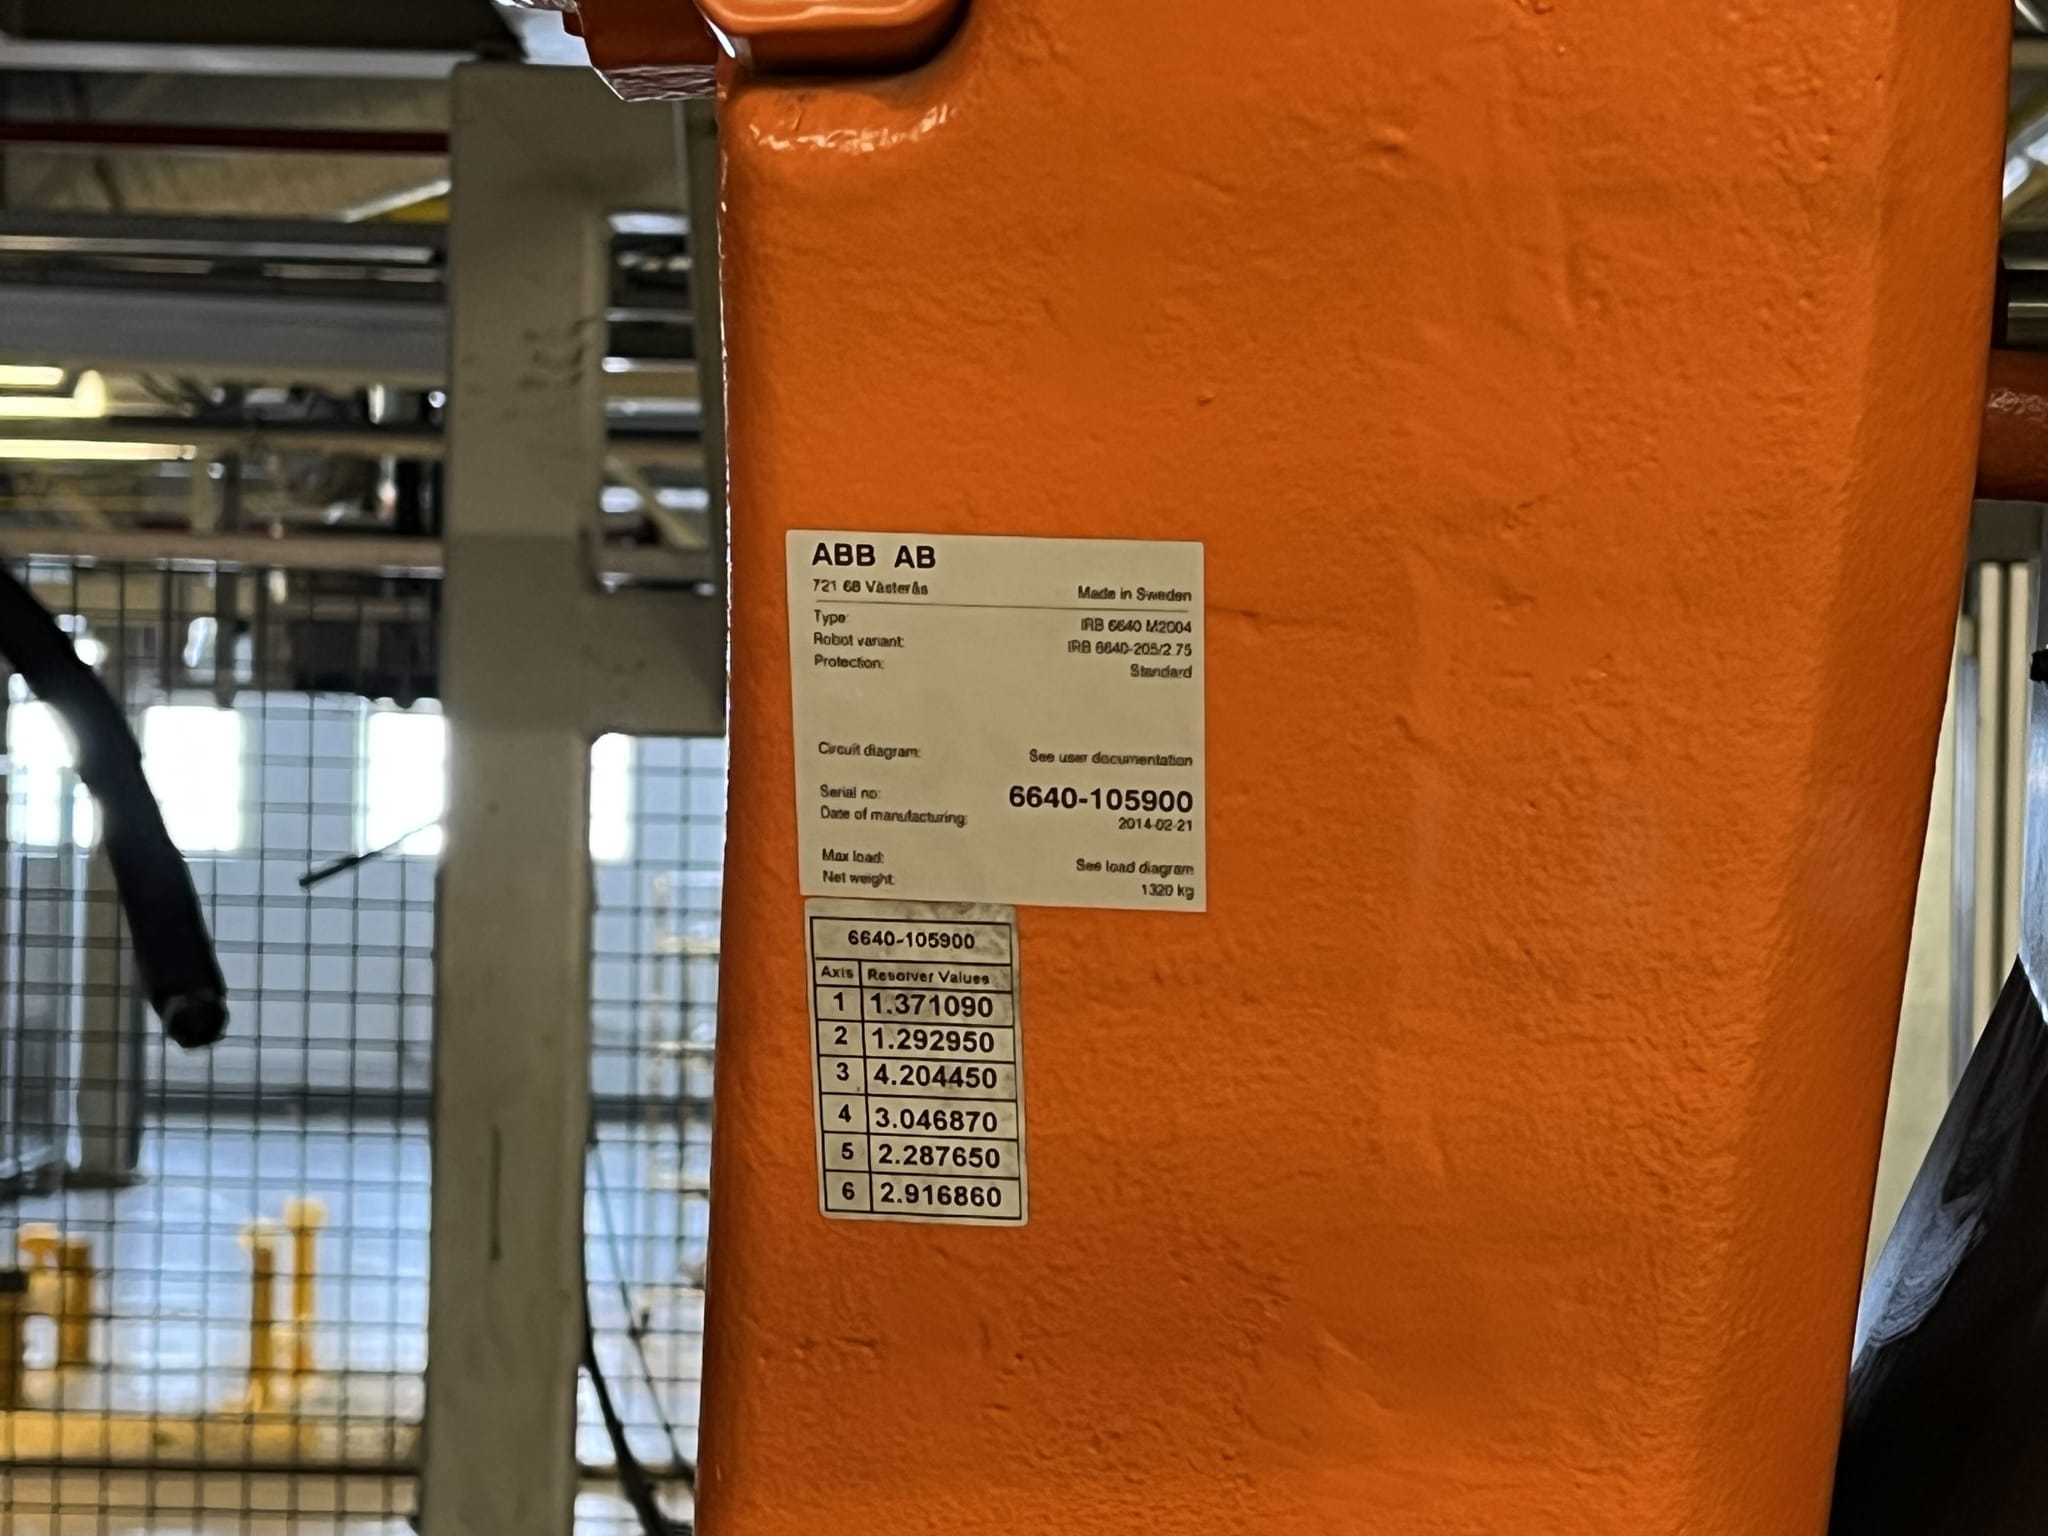 ABB AB
721 68 Västerås Made in Sweden
Type: IRB 6640 M2004
Robot variant: IRB 6640-205/2.75
Protection: Standard
Circuit diagram: See user documentation
Serial no: 6640-105900
Date of manufacturing: 2014-02-21
Max load: See load diagram
Net weight: 1320 kg
6640-105900
Axis Resolver Values
1 1.371090
2 1.292950
3 4.204450
4 3.046870
5 2.287650
6 2.916860